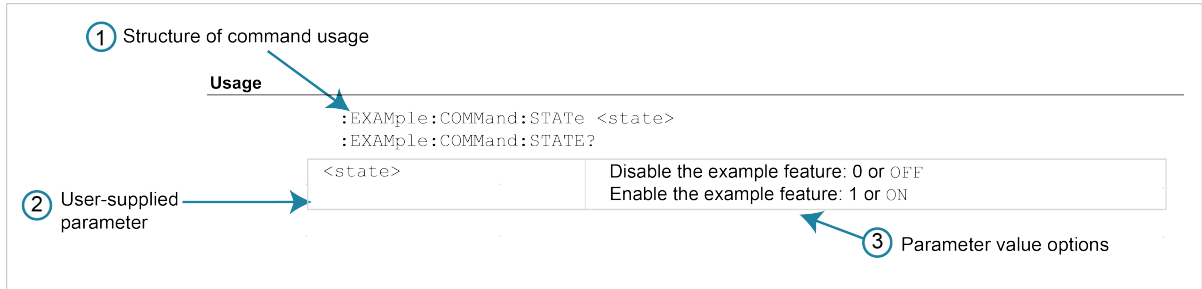 1 Structure of command usage
Usage
:EXAMple:COMMand:STATe <state>
:EXAMple:COMMand:STATE?
<state> Disable the example feature: 0 or OFF
Enable the example feature: 1 or ON
2 User-supplied
parameter
3 Parameter value options